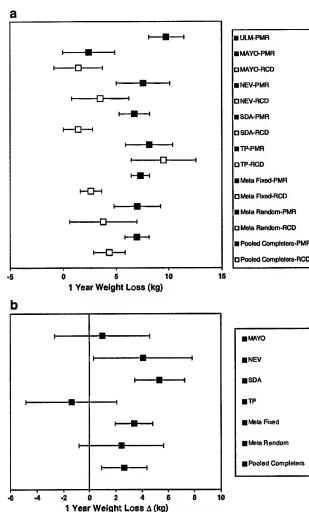 a
ULM-PMR
MAYO-PMR
MAYO-RCD
NEV-PMR
NEV-RCD
SDA-PMR
SDA-RCD
TP-PMR
TP-RCD
Meta Fixed-PMR
Meta Fixed-RCD
Meta Random-PMR
Meta Random-RCD
Pooled Completers-PMR
Pooled Completers-RCD
-5 0 5 10 15
1 Year Weight Loss (kg)
b
MAYO
NEV
SDA
TP
Meta Fixed
Meta Random
Pooled Completers
-6 -4 -2 0 2 4 6 8 10
1 Year Weight Loss Δ (kg)